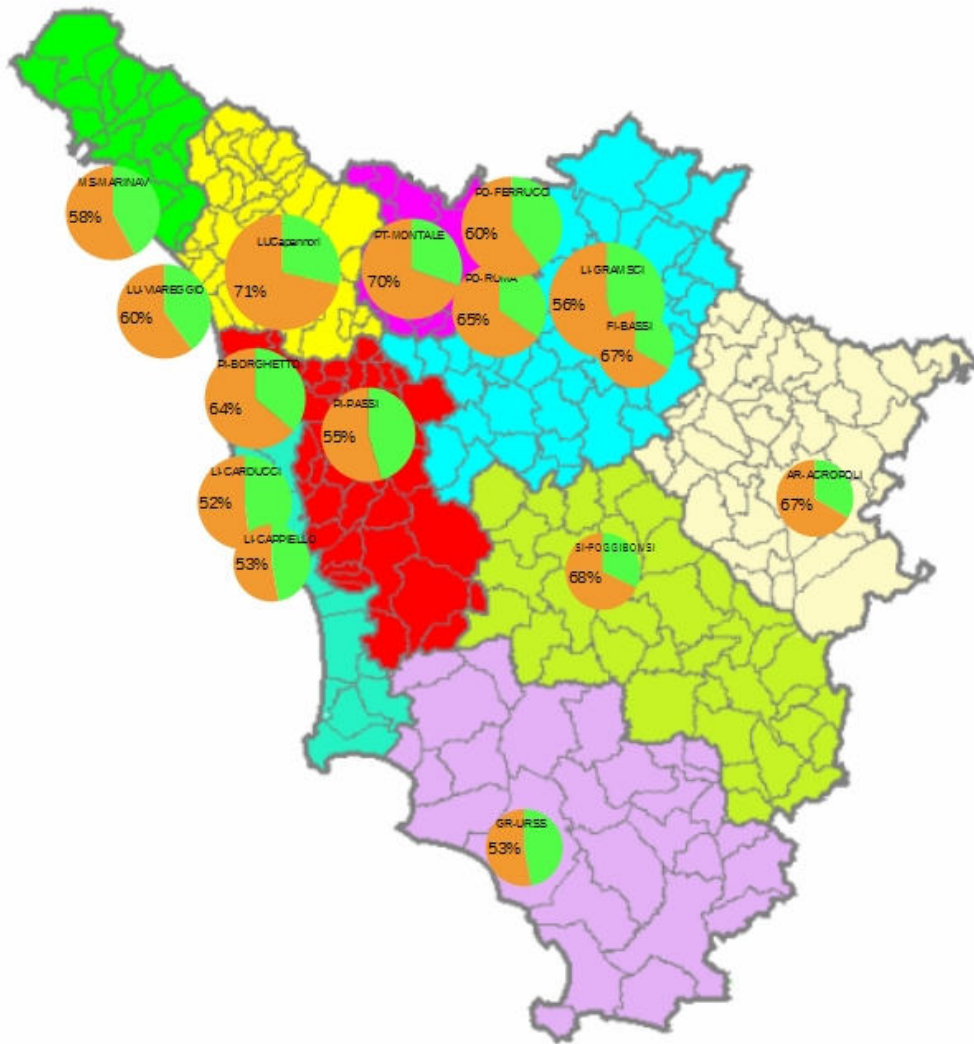 MS-MARINAV
58%
PO-FERRUCCI
60%
LUCapannori
71%
PT-MONTALE
70%
PO-ROMA
65%
LI-GRAMSCI
56%
LU-VIAREGGIO
60%
FI-BASSI
67%
PI-BORGHETTO
64%
PI-PASSI
55%
LI-CARDUCCI
52%
AR-ACROPOLI
67%
LI-CAPPIELLO
53%
SI-POGGIBONSI
68%
GR-URSS
53%